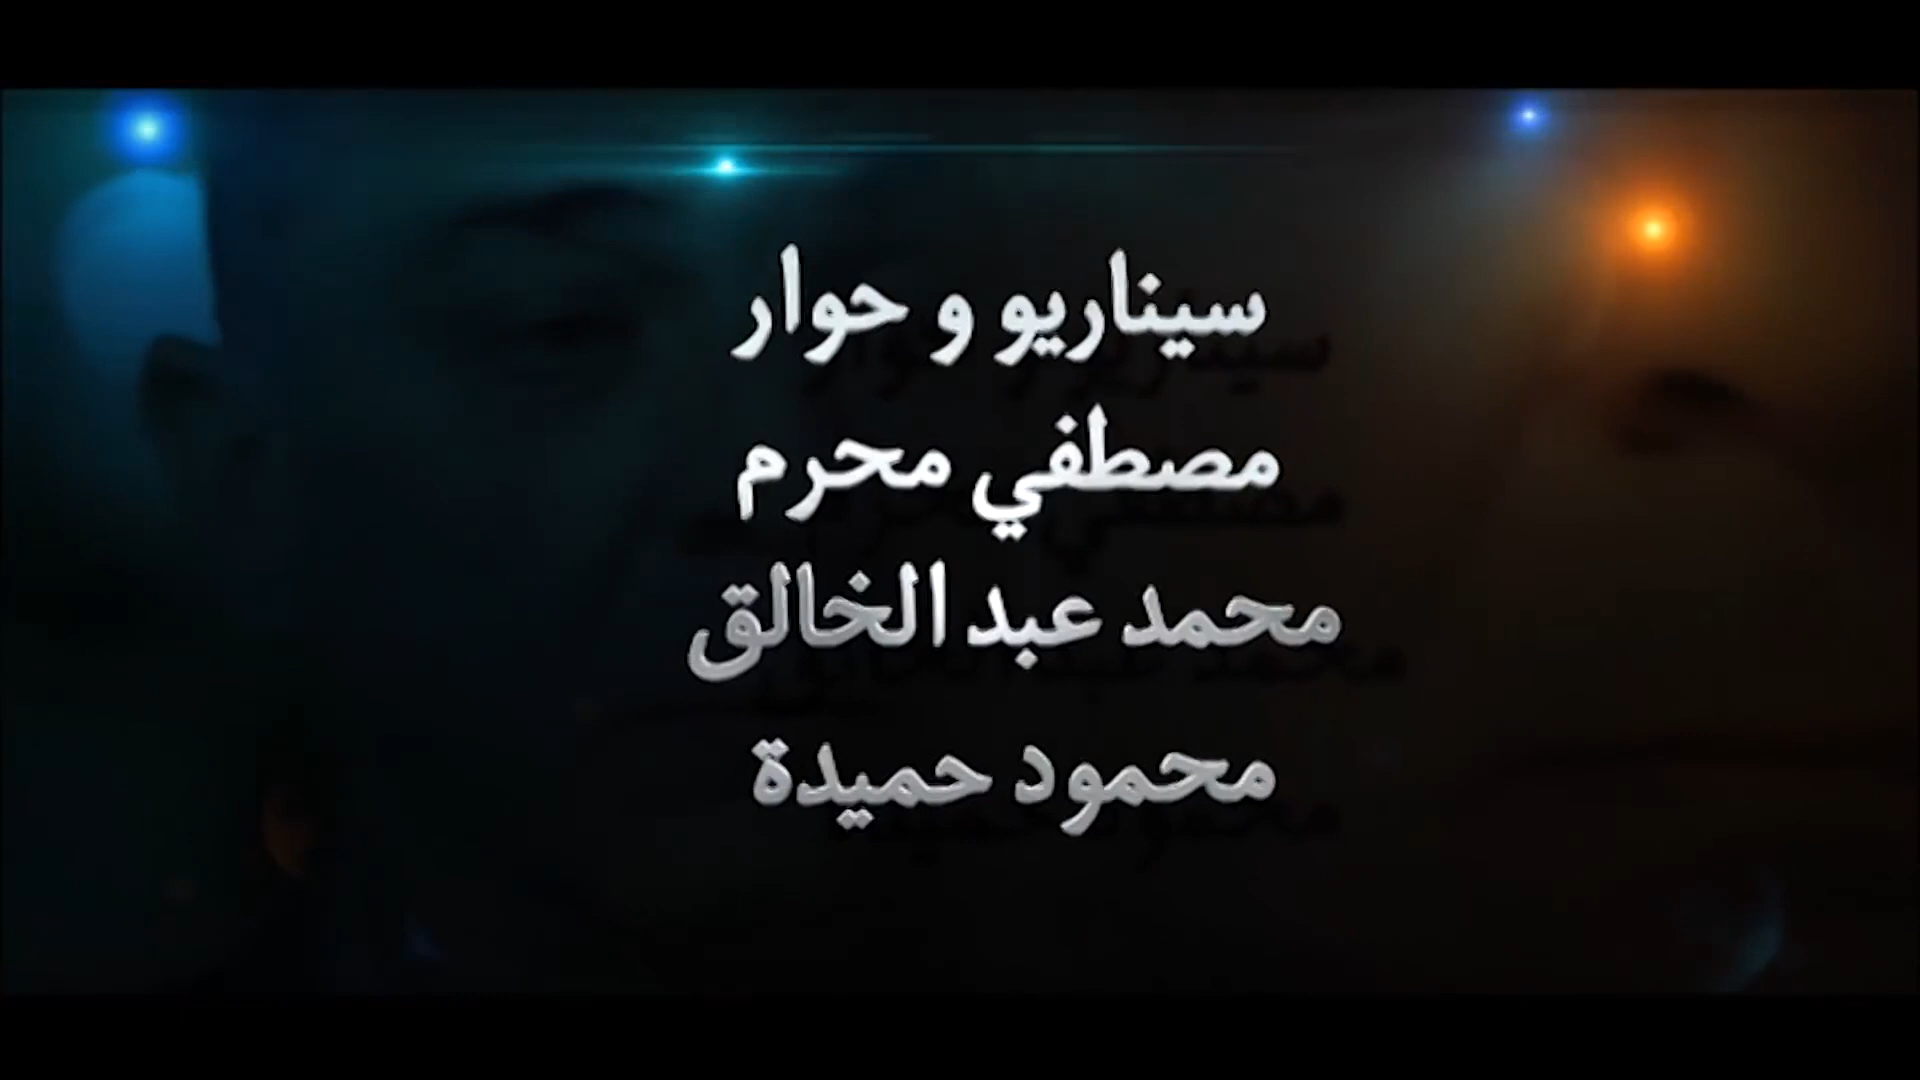 سيناريو و حوار
مصطفي محرم
محمد عبد الخالق
محمود حميدة